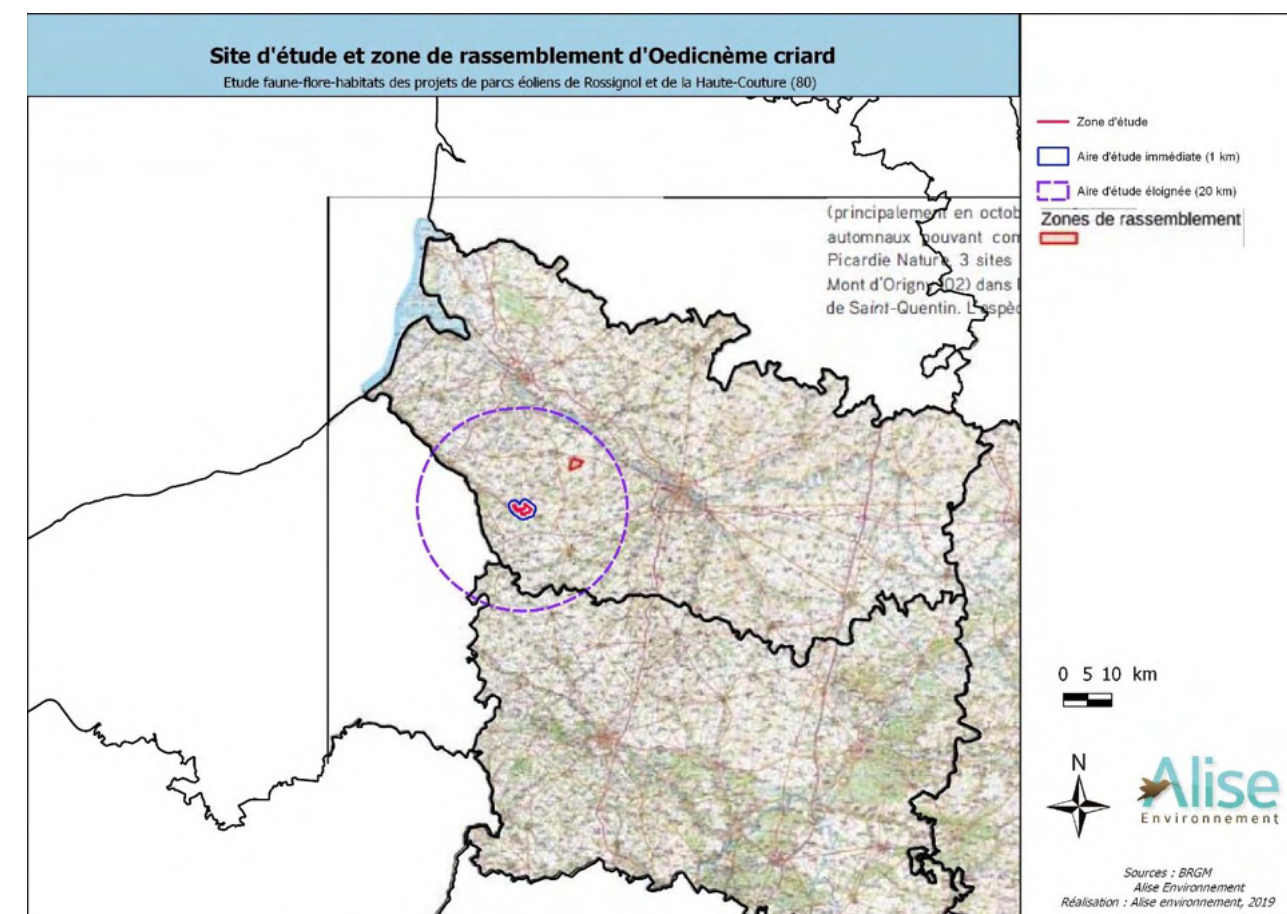 Site d'étude et zone de rassemblement d'Oedicnème criard
Etude faune-flore-habitats des projets de parcs éoliens de Rossignol et de la Haute-Couture (80)
Zone d'étude
Aire d'étude immédiate (1 km)
Aire d'étude éloignée (20 km)
Zones de rassemblement
(principalement en octob
automnaux pouvant com
Picardie Nature, 3 sites
Mont d'Origny (02) dans l
de Saint-Quentin. L'espèc
0 5 10 km
N
Alise
Environnement
Sources : BRGM
Alise Environnement
Réalisation : Alise environnement, 2019